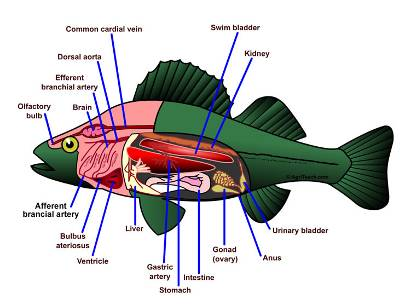 Common cardial vein
Swim bladder
Dorsal aorta
Kidney
Efferent
branchial artery
Olfactory
bulb
Brain
Afferent
brancial artery
Bulbus
ateriosus
Ventricle
Liver
Gastric
artery
Stomach
Intestine
Gonad
(ovary)
Anus
Urinary bladder